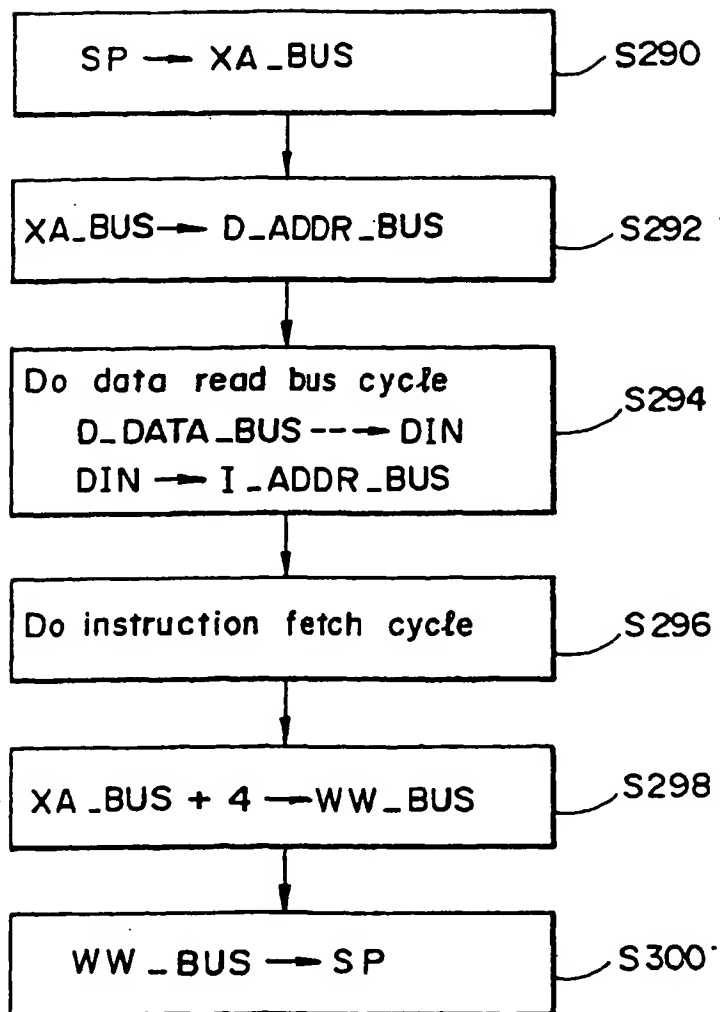 SP → XA_BUS
S290
XA_BUS → D_ADDR_BUS
S292
Do data read bus cycle
D_DATA_BUS ---→ DIN
DIN → I_ADDR_BUS
S294
Do instruction fetch cycle
S296
XA_BUS + 4 → WW_BUS
S298
WW_BUS → SP
S300